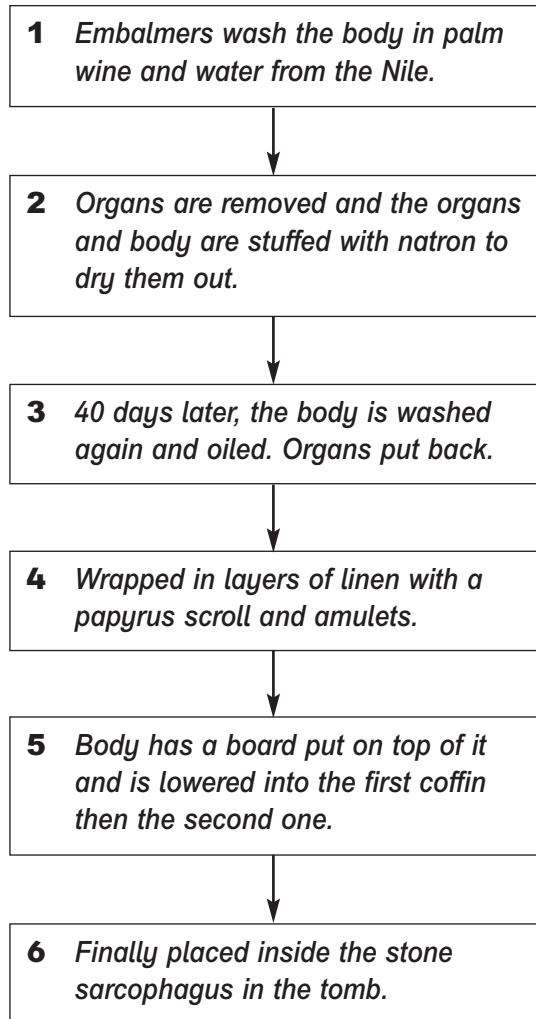 1 Embalmers wash the body in palm
wine and water from the Nile.
2 Organs are removed and the organs
and body are stuffed with natron to
dry them out.
3 40 days later, the body is washed
again and oiled. Organs put back.
4 Wrapped in layers of linen with a
papyrus scroll and amulets.
5 Body has a board put on top of it
and is lowered into the first coffin
then the second one.
6 Finally placed inside the stone
sarcophagus in the tomb.